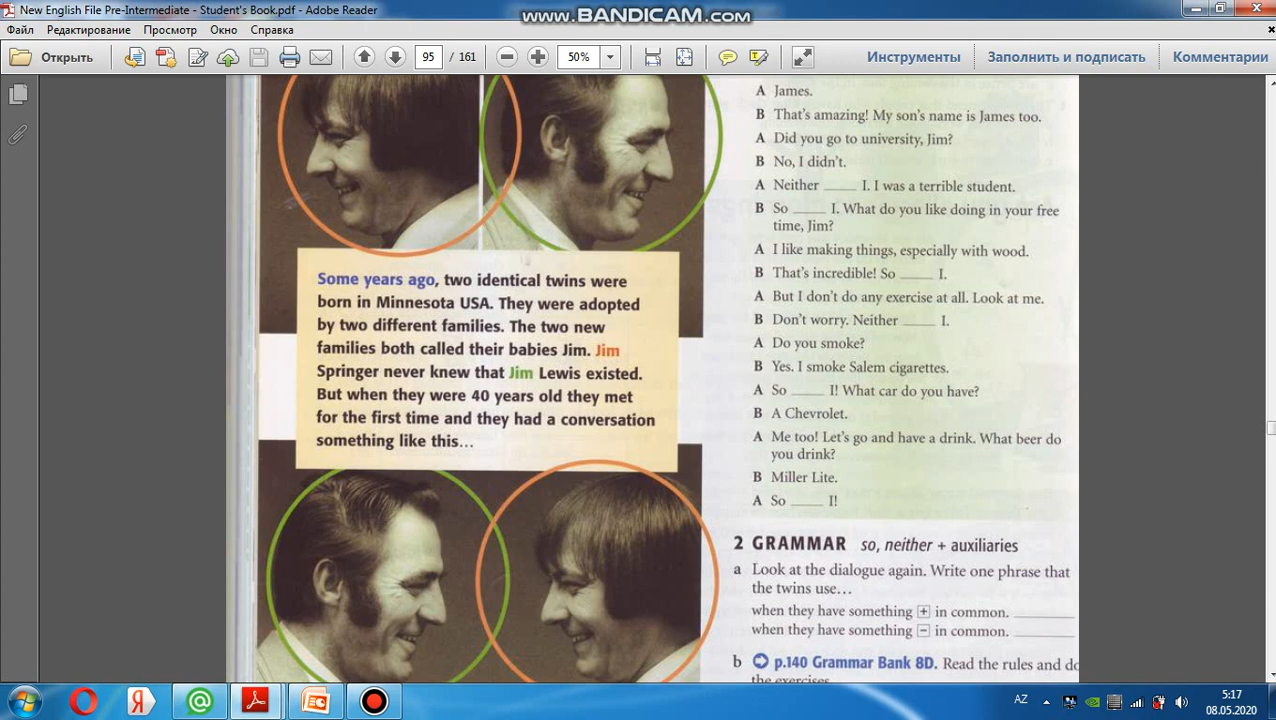 New English File Pre-Intermediate - Student's Book.pdf - Adobe Reader
www.BANDICAM.com
Файл Редактирование Просмотр Окно Справка
Открыть 95 / 161 50% Инструменты Заполнить и подписать Комментарии
Some years ago, two identical twins were
born in Minnesota USA. They were adopted
by two different families. The two new
families both called their babies Jim. Jim
Springer never knew that Jim Lewis existed.
But when they were 40 years old they met
for the first time and they had a conversation
something like this…
A James.
B That's amazing! My son's name is James too.
A Did you go to university, Jim?
B No, I didn't.
A Neither ____ I. I was a terrible student.
B So ____ I. What do you like doing in your free
time, Jim?
A I like making things, especially with wood.
B That's incredible! So ____ I.
A But I don't do any exercise at all. Look at me.
B Don't worry. Neither ____ I.
A Do you smoke?
B Yes. I smoke Salem cigarettes.
A So ____ I! What car do you have?
B A Chevrolet.
A Me too! Let's go and have a drink. What beer do
you drink?
B Miller Lite.
A So ____ I!
2 GRAMMAR so, neither + auxiliaries
a Look at the dialogue again. Write one phrase that
the twins use…
when they have something + in common. ________
when they have something − in common. ________
b p.140 Grammar Bank 8D. Read the rules and do
the exercises
AZ
5:17
08.05.2020